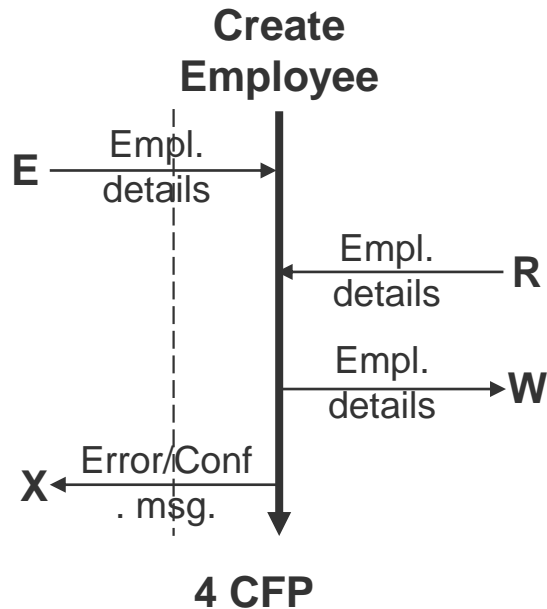 Create
Employee
Empl.
E
details
Empl.
R
details
Empl.
W
details
Error/Conf
X
. msg.
4 CFP